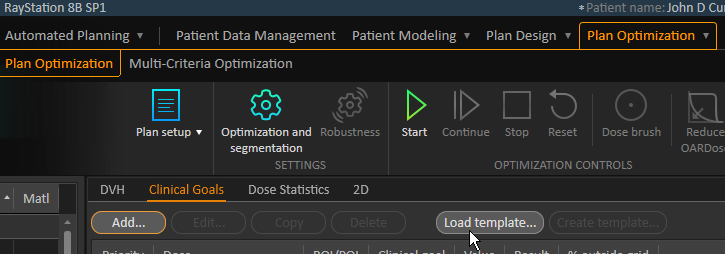 RayStation 8B SP1 *Patient name: John D Cur
Automated Planning Patient Data Management Patient Modeling Plan Design Plan Optimization
Plan Optimization Multi-Criteria Optimization
Plan setup Optimization and segmentation Robustness Start Continue Stop Reset Dose brush Reduce OARDose
SETTINGS OPTIMIZATION CONTROLS
Matl DVH Clinical Goals Dose Statistics 2D
Add... Edit... Copy Delete Load template... Create template...
Priority Dose ROI/POI Clinical goal Value Result % outside grid